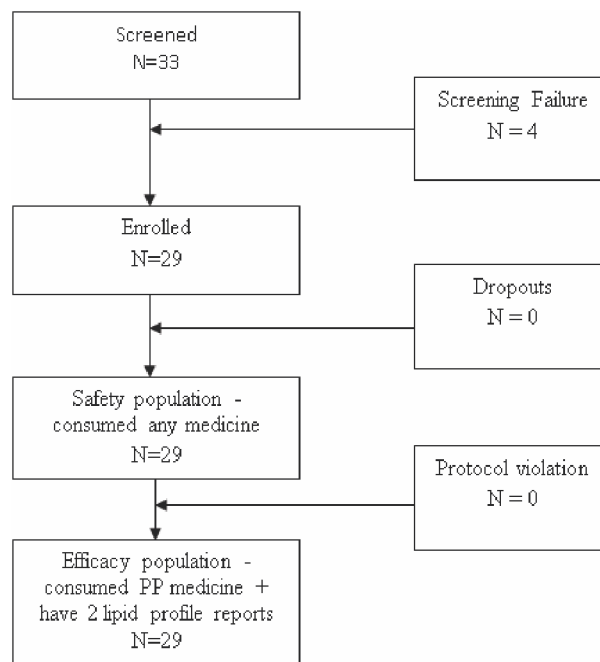 Screened
N=33
Screening Failure
N = 4
Enrolled
N=29
Dropouts
N = 0
Safety population -
consumed any medicine
N=29
Protocol violation
N = 0
Efficacy population -
consumed PP medicine +
have 2 lipid profile reports
N=29